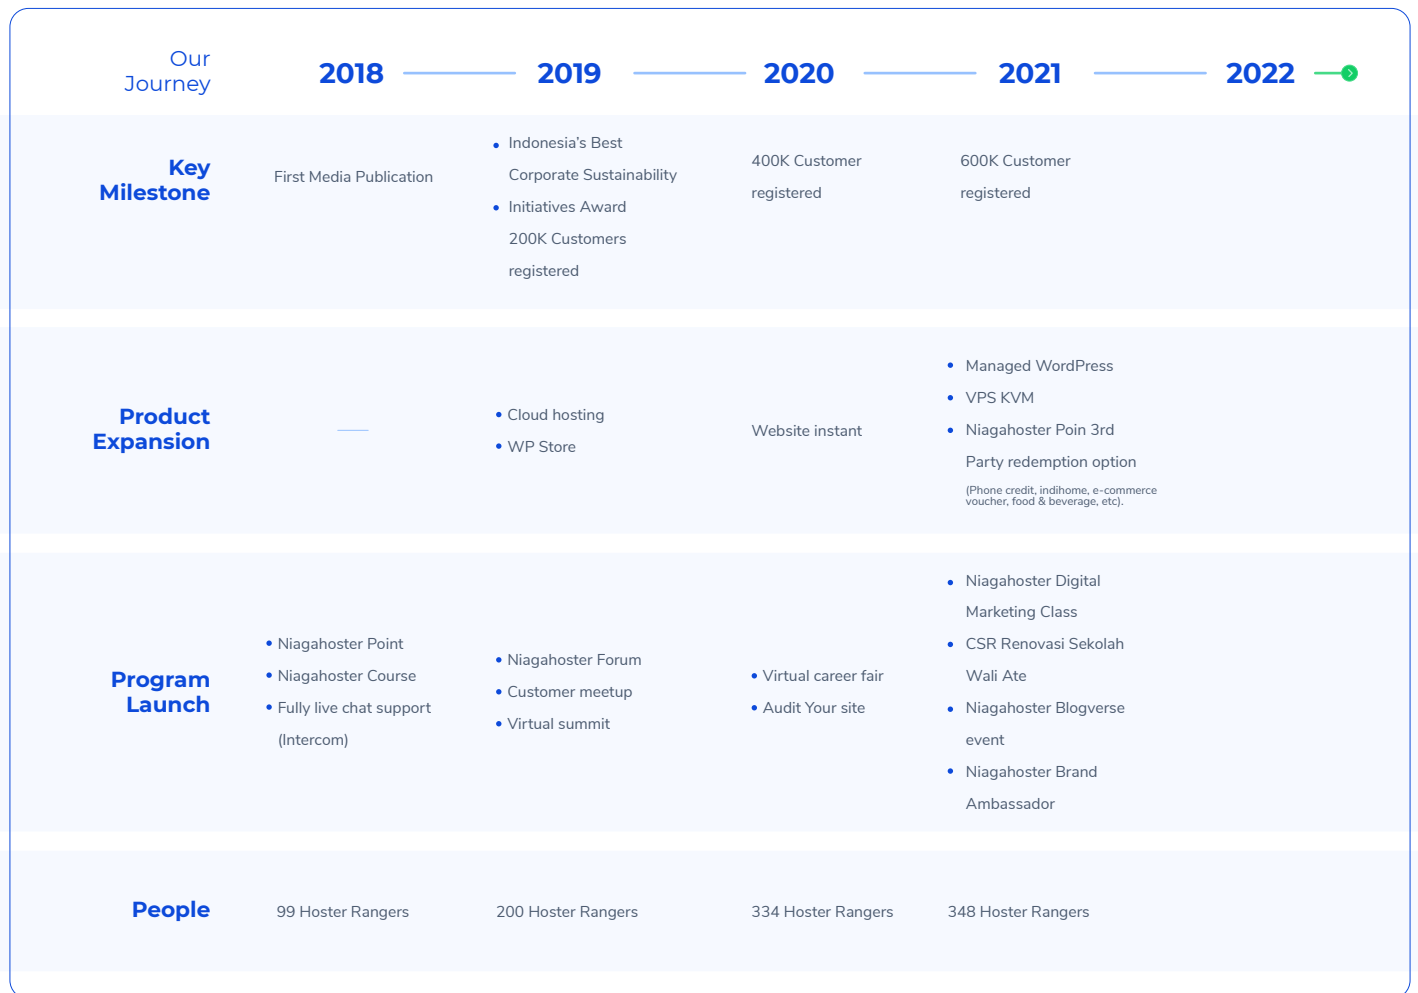 Our
Journey
2018
2019
2020
2021
2022
Key
Milestone
First Media Publication
Indonesia's Best
Corporate Sustainability
Initiatives Award
200K Customers
registered
400K Customer
registered
600K Customer
registered
Product
Expansion
Cloud hosting
WP Store
Website instant
Managed WordPress
VPS KVM
Niagahoster Poin 3rd
Party redemption option
(Phone credit, indihome, e-commerce
voucher, food & beverage, etc).
Program
Launch
Niagahoster Point
Niagahoster Course
Fully live chat support
(Intercom)
Niagahoster Forum
Customer meetup
Virtual summit
Virtual career fair
Audit Your site
Niagahoster Digital
Marketing Class
CSR Renovasi Sekolah
Wali Ate
Niagahoster Blogverse
event
Niagahoster Brand
Ambassador
People
99 Hoster Rangers
200 Hoster Rangers
334 Hoster Rangers
348 Hoster Rangers